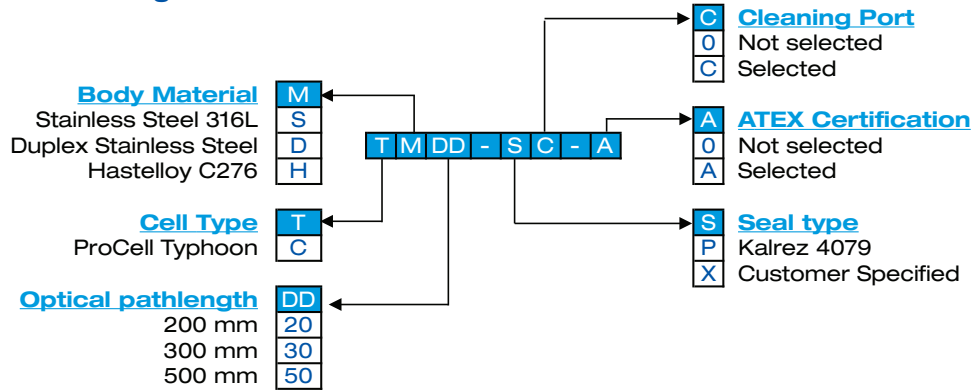 C Cleaning Port
0 Not selected
C Selected
Body Material M
Stainless Steel 316L S
Duplex Stainless Steel D
Hastelloy C276 H
T M DD - S C - A
A ATEX Certification
0 Not selected
A Selected
Cell Type T
ProCell Typhoon C
S Seal type
P Kalrez 4079
X Customer Specified
Optical pathlength DD
200 mm 20
300 mm 30
500 mm 50